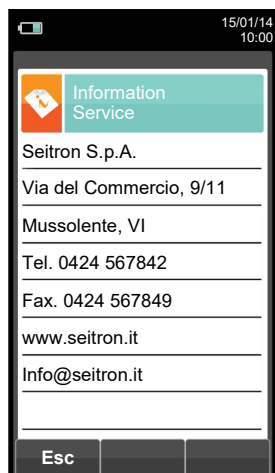 15/01/14
10:00
Information
Service
Seitron S.p.A.
Via del Commercio, 9/11
Mussolente, VI
Tel. 0424 567842
Fax. 0424 567849
www.seitron.it
Info@seitron.it
Esc